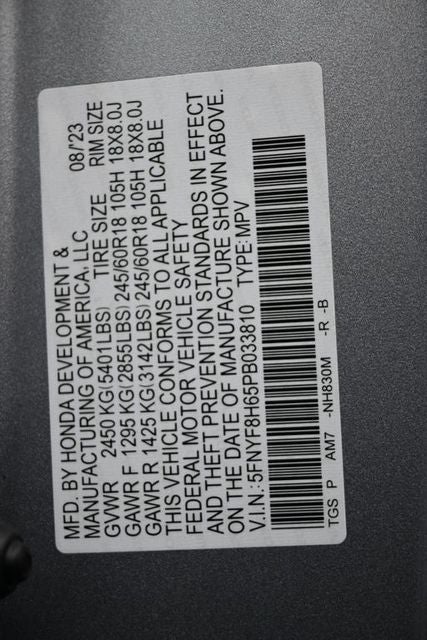 MFD. BY HONDA DEVELOPMENT &
MANUFACTURING OF AMERICA, LLC. 08/'23
GVWR 2450 KG(5401LBS) TIRE SIZE RIM SIZE
GAWR F 1295 KG(2855LBS) 245/60R18 105H 18X8.0J
GAWR R 1425 KG(3142LBS) 245/60R18 105H 18X8.0J
THIS VEHICLE CONFORMS TO ALL APPLICABLE
FEDERAL MOTOR VEHICLE SAFETY
AND THEFT PREVENTION STANDARDS IN EFFECT
ON THE DATE OF MANUFACTURE SHOWN ABOVE.
V.I.N.:5FNYF8H65PB033810 TYPE:MPV
TGS P AM7 -NH830M -R -B